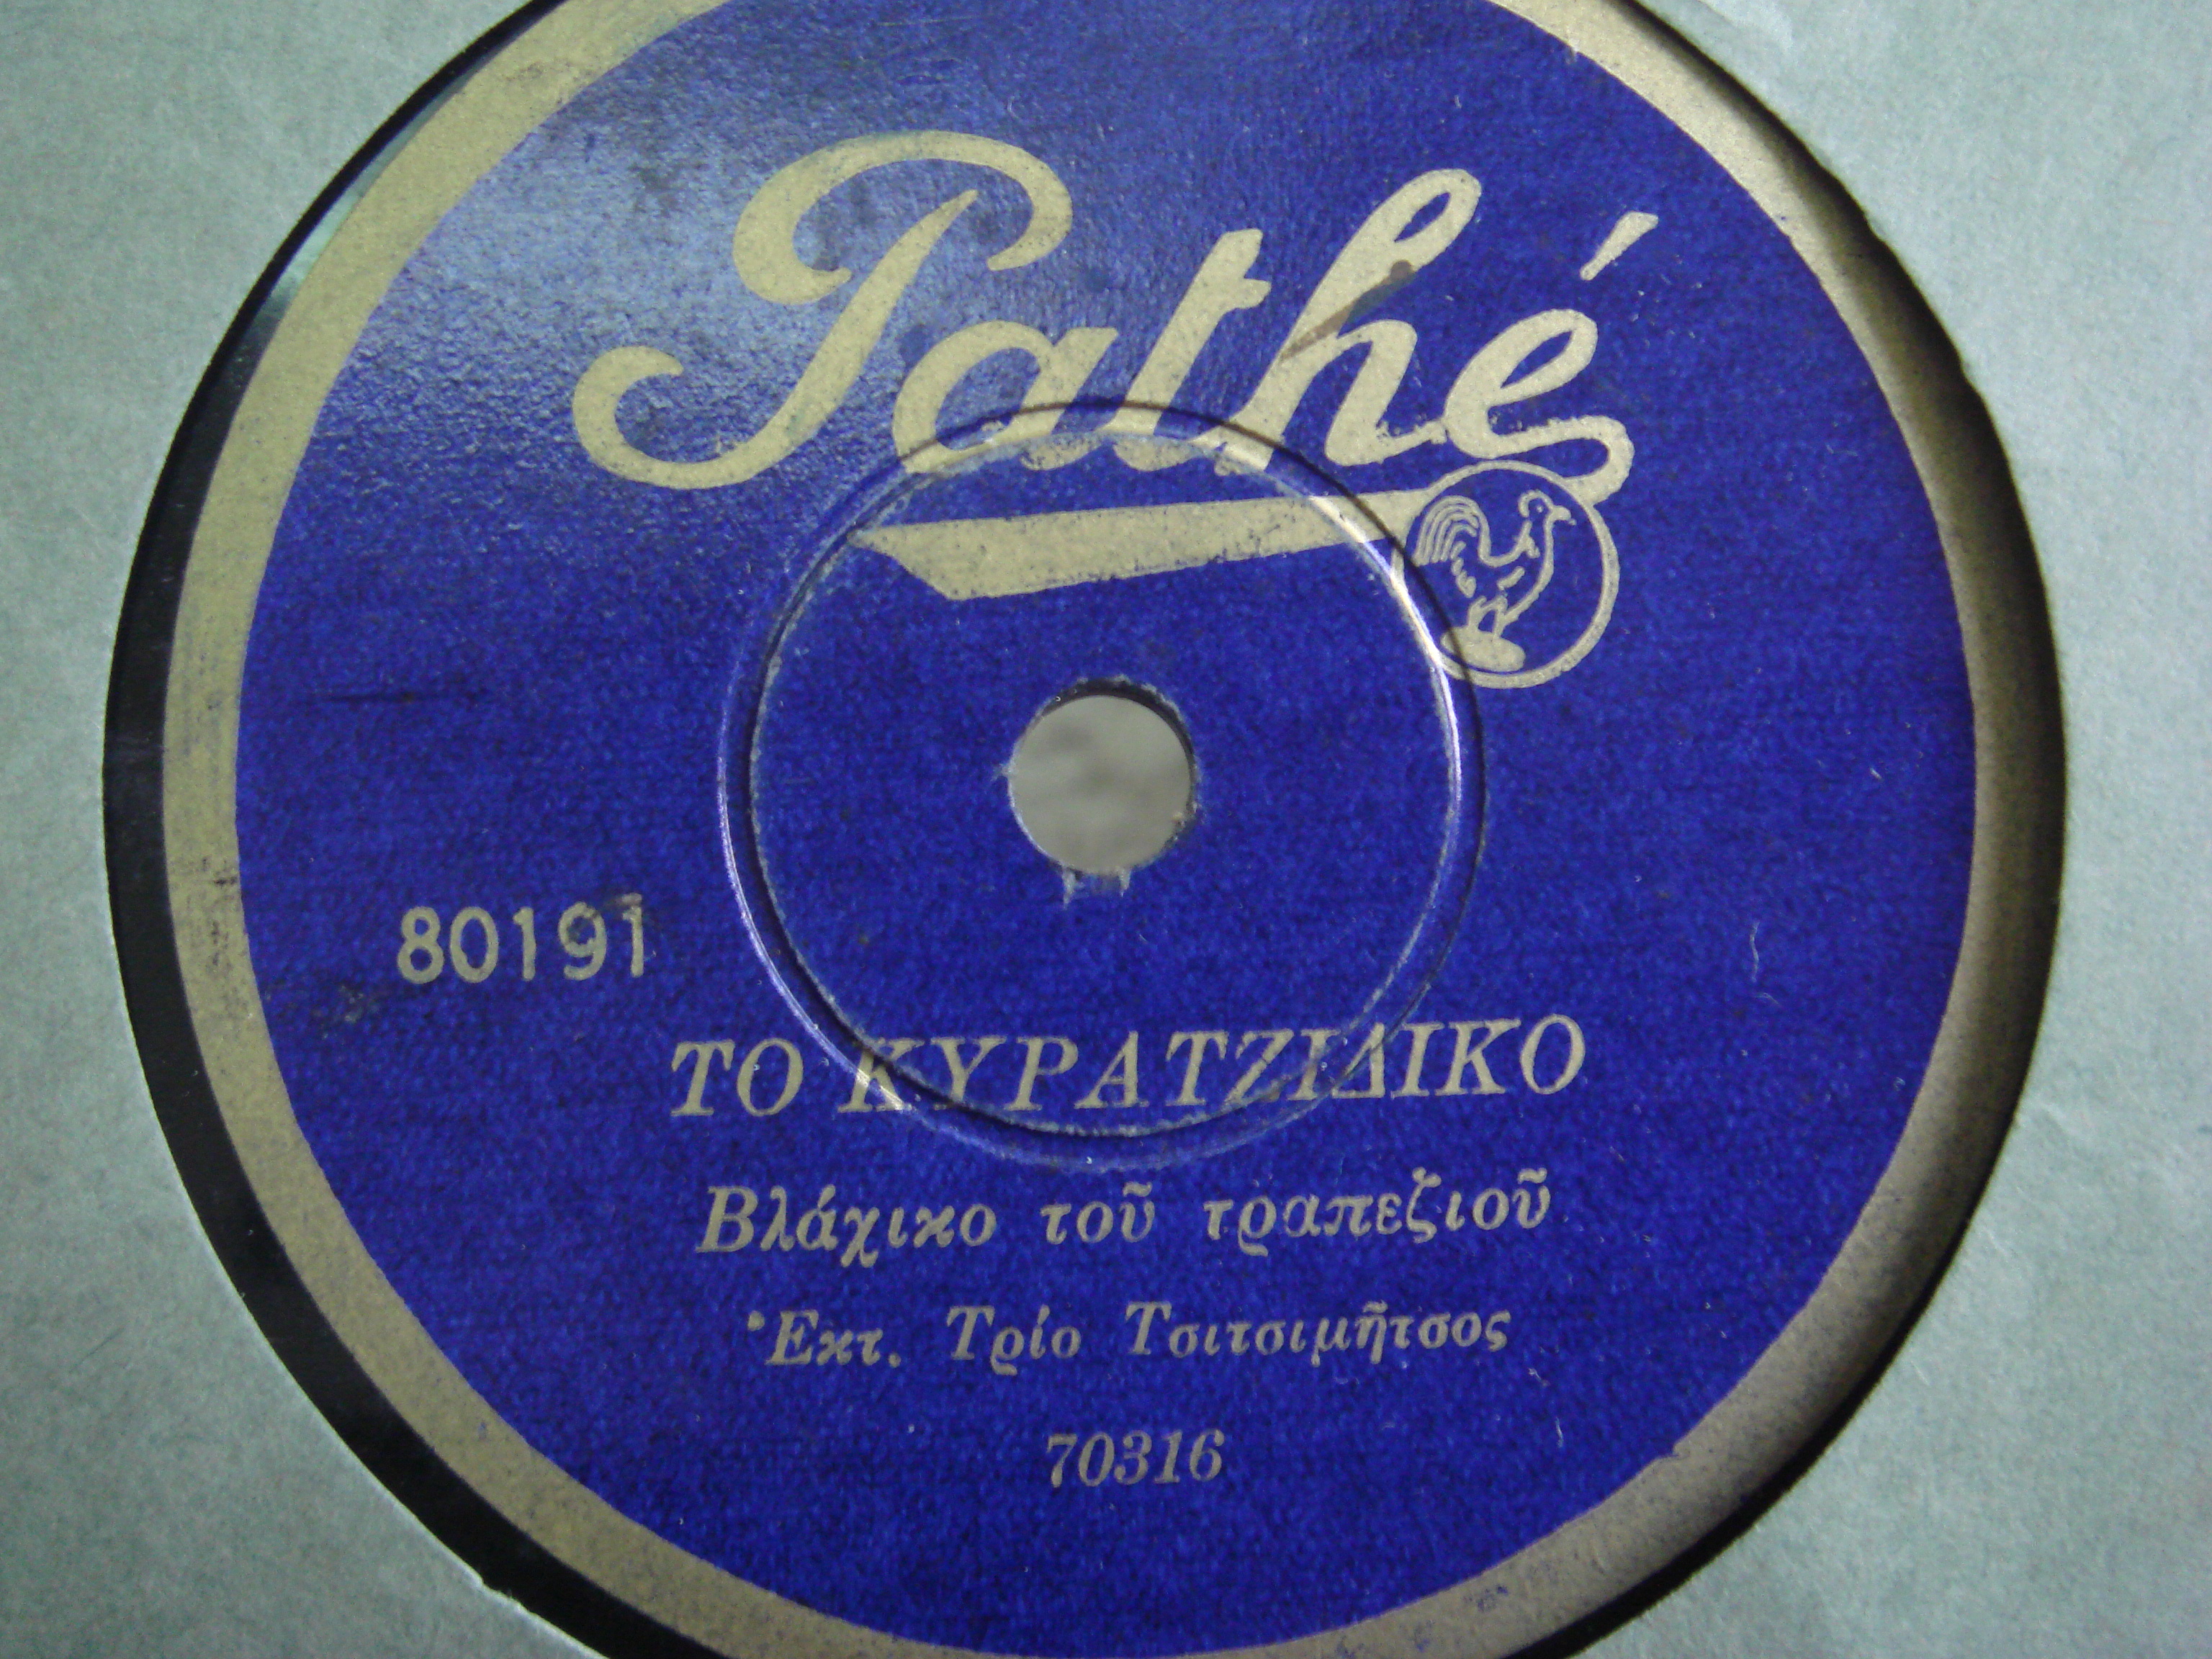 Pathé
80191
ΤΟ ΚΥΡΑΤΖΙΔΙΚΟ
Βλάχικο τοῦ τραπεζιοῦ
Ἐκτ. Τρίο Τσιτσιμῆτσος
70316